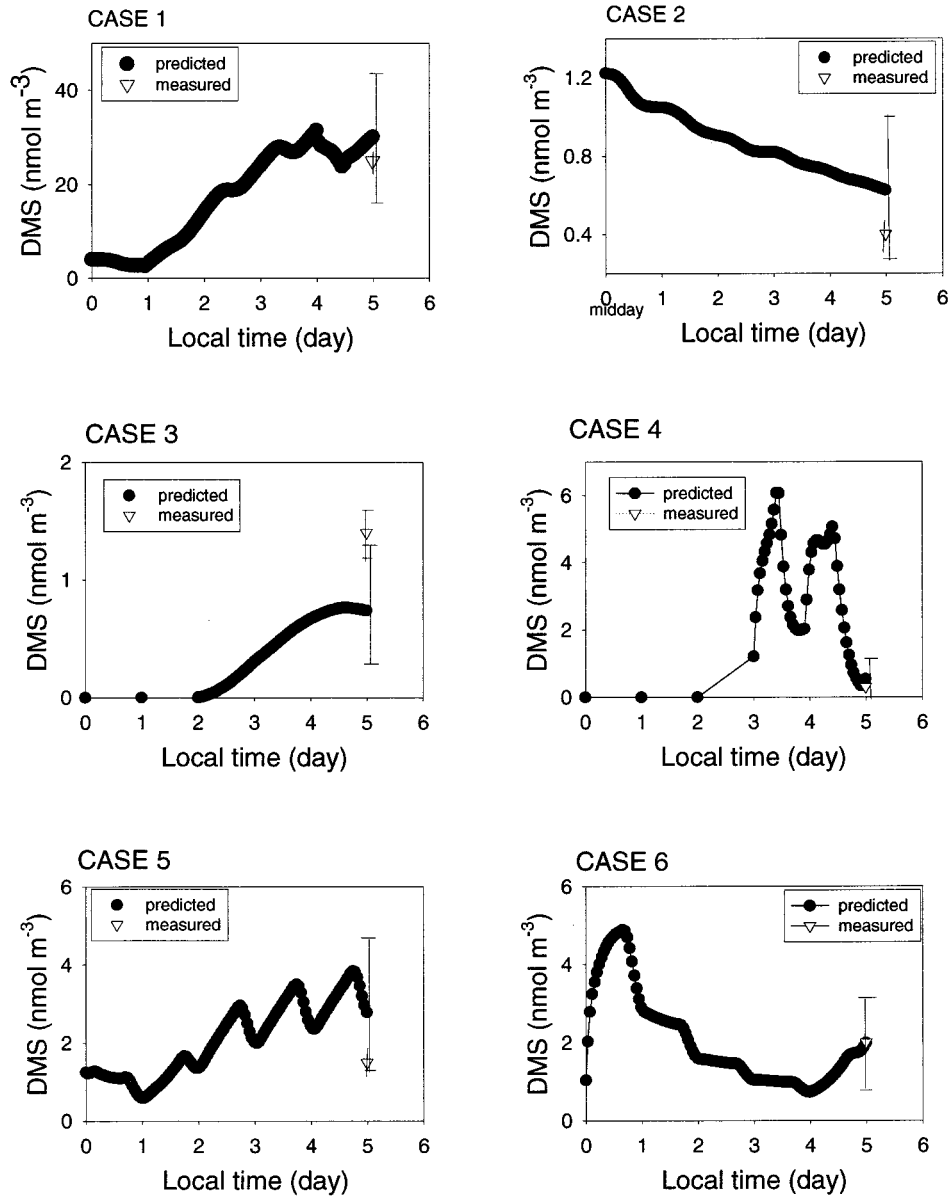 CASE 1
predicted
measured
DMS (nmol m-3)
40
20
0
0 1 2 3 4 5 6
Local time (day)
CASE 2
predicted
measured
DMS (nmol m-3)
1.2
0.8
0.4
0 1 2 3 4 5 6
midday
Local time (day)
CASE 3
predicted
measured
DMS (nmol m-3)
2
1
0
0 1 2 3 4 5 6
Local time (day)
CASE 4
predicted
measured
DMS (nmol m-3)
6
4
2
0
0 1 2 3 4 5 6
Local time (day)
CASE 5
predicted
measured
DMS (nmol m-3)
6
4
2
0
0 1 2 3 4 5 6
Local time (day)
CASE 6
predicted
measured
DMS (nmol m-3)
6
4
2
0
0 1 2 3 4 5 6
Local time (day)